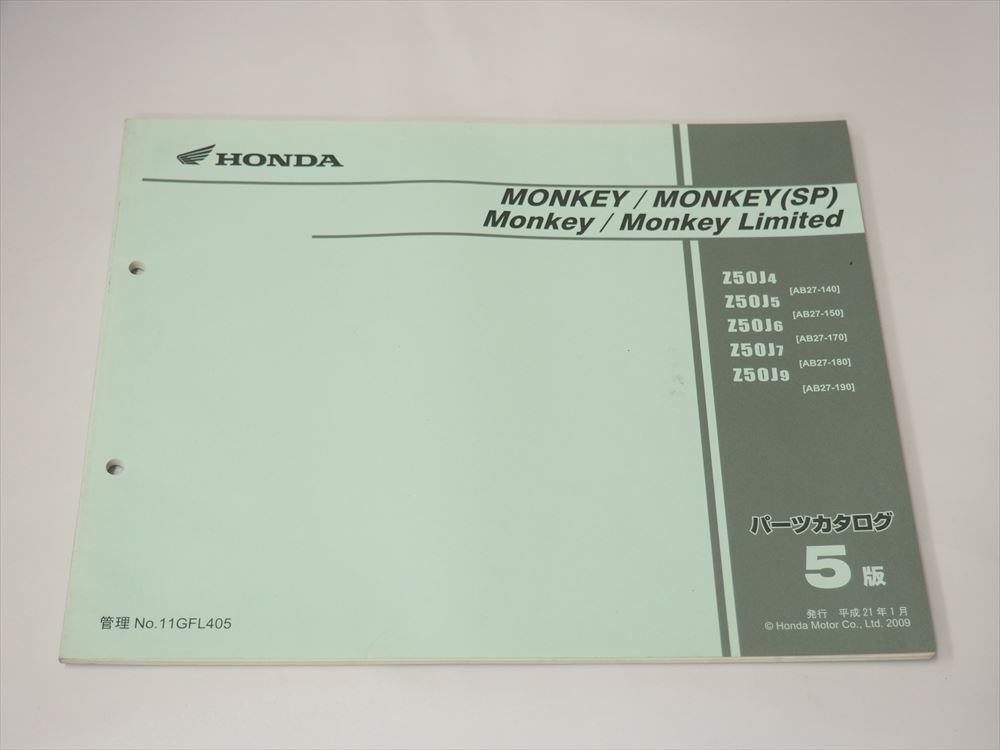 HONDA
MONKEY / MONKEY(SP)
Monkey / Monkey Limited
Z50J4 [AB27-140]
Z50J5 [AB27-150]
Z50J6 [AB27-170]
Z50J7 [AB27-180]
Z50J9 [AB27-190]
パーツカタログ
5版
発行 平成21年1月
© Honda Motor Co., Ltd. 2009
管理 No.11GFL405